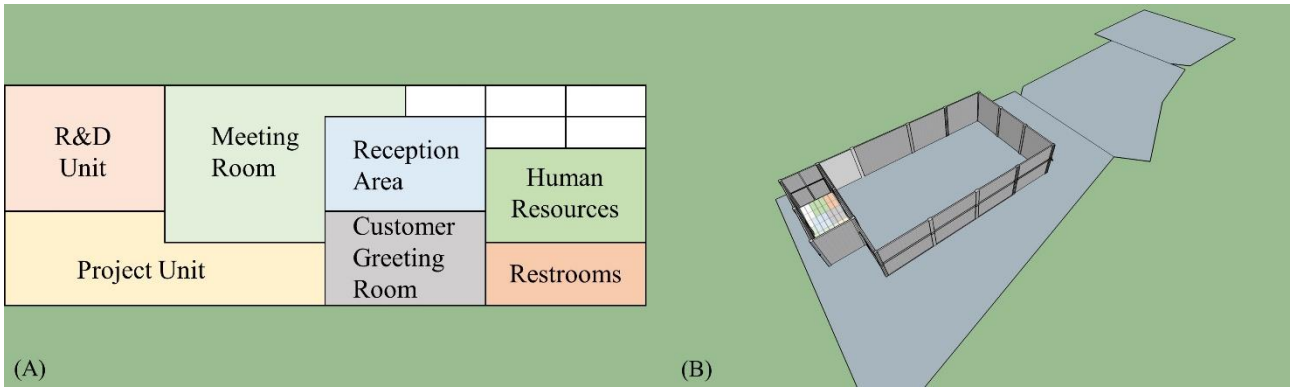 R&D
Unit
Meeting
Room
Reception
Area
Human
Resources
Customer
Greeting
Room
Project Unit
Restrooms
(A)
(B)